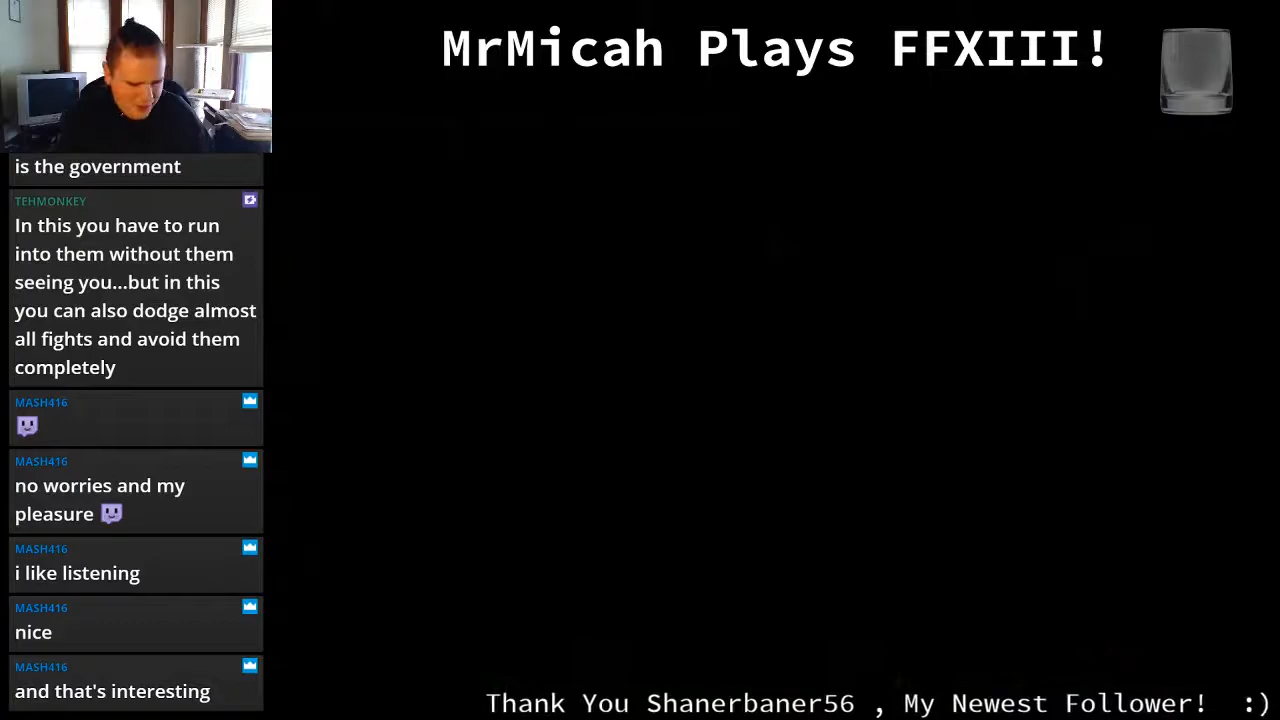 MrMicah Plays FFXIII!
is the government
TEHMONKEY
In this you have to run
into them without them
seeing you...but in this
you can also dodge almost
all fights and avoid them
completely
MASH416
MASH416
no worries and my
pleasure
MASH416
i like listening
MASH416
nice
MASH416
and that's interesting
Thank You Shanerbaner56 , My Newest Follower!  :)